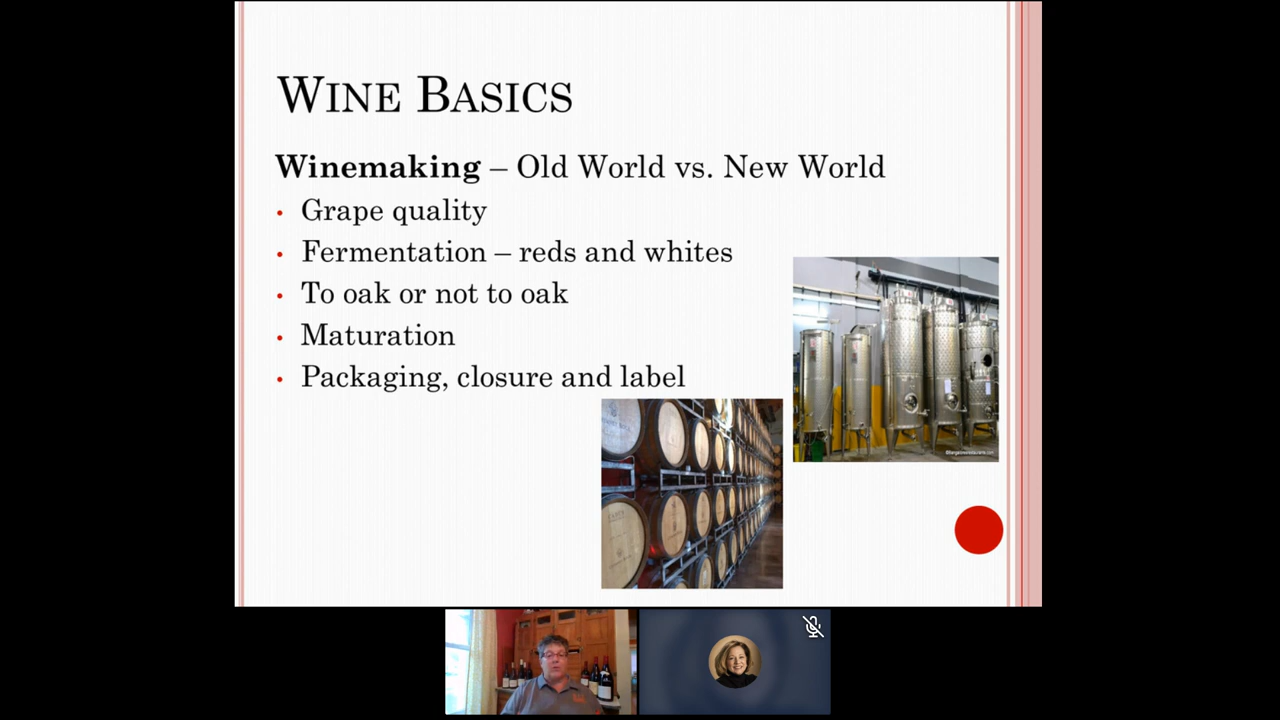 WINE BASICS
Winemaking – Old World vs. New World
• Grape quality
• Fermentation – reds and whites
• To oak or not to oak
• Maturation
• Packaging, closure and label